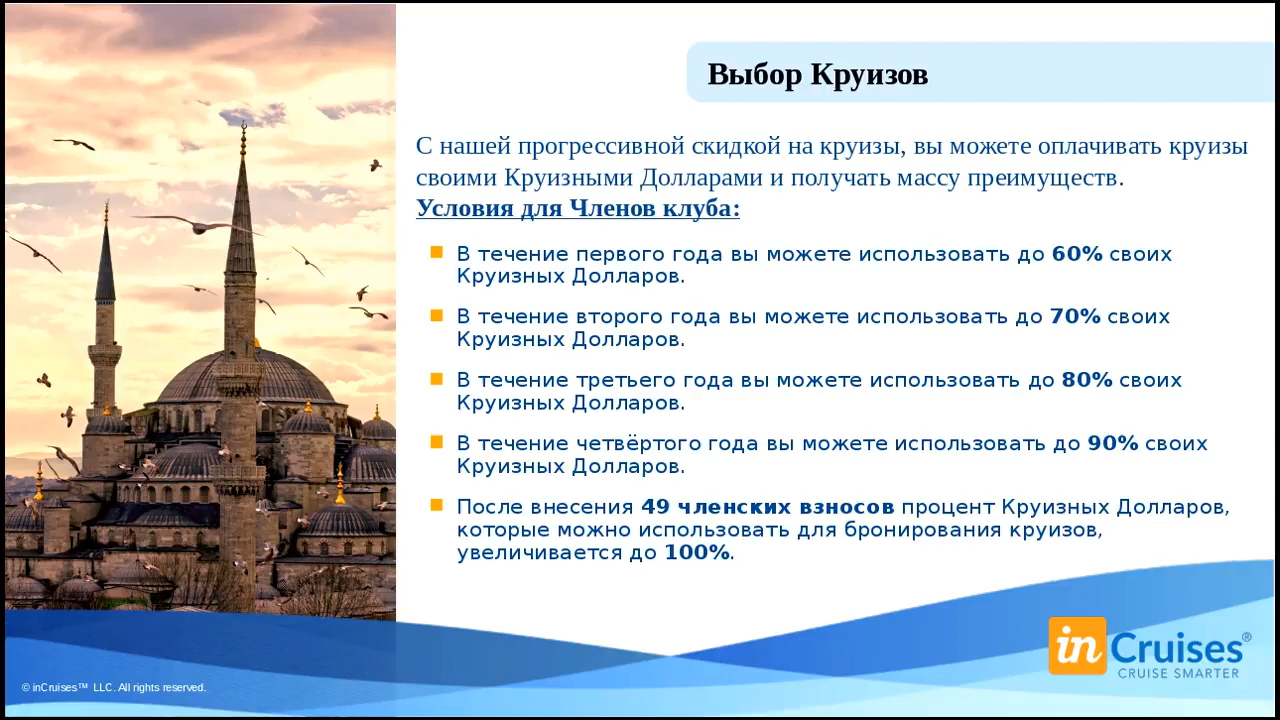 Выбор Круизов
С нашей прогрессивной скидкой на круизы, вы можете оплачивать круизы
своими Круизными Долларами и получать массу преимуществ.
Условия для Членов клуба:
В течение первого года вы можете использовать до 60% своих
Круизных Долларов.
В течение второго года вы можете использовать до 70% своих
Круизных Долларов.
В течение третьего года вы можете использовать до 80% своих
Круизных Долларов.
В течение четвёртого года вы можете использовать до 90% своих
Круизных Долларов.
После внесения 49 членских взносов процент Круизных Долларов,
которые можно использовать для бронирования круизов,
увеличивается до 100%.
in Cruises®
CRUISE SMARTER
© inCruises™ LLC. All rights reserved.